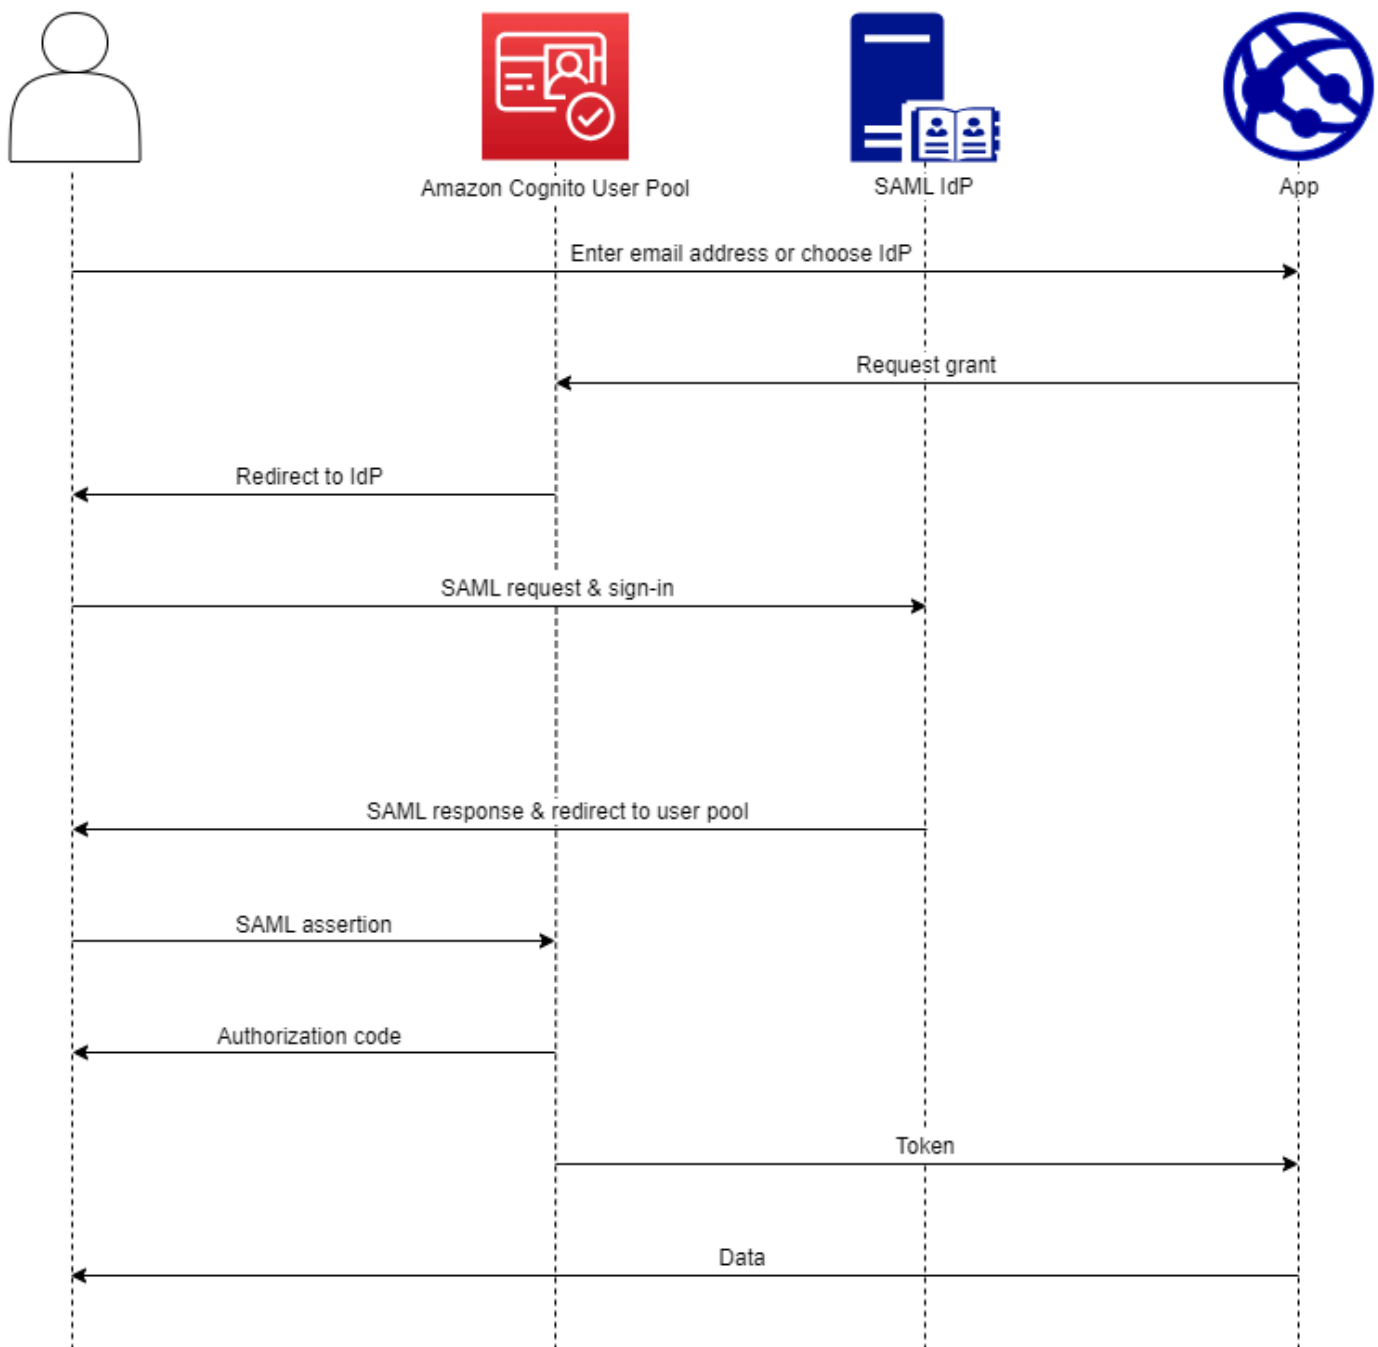 Amazon Cognito User Pool
SAML IdP
App
Enter email address or choose IdP
Request grant
Redirect to IdP
SAML request & sign-in
SAML response & redirect to user pool
SAML assertion
Authorization code
Token
Data